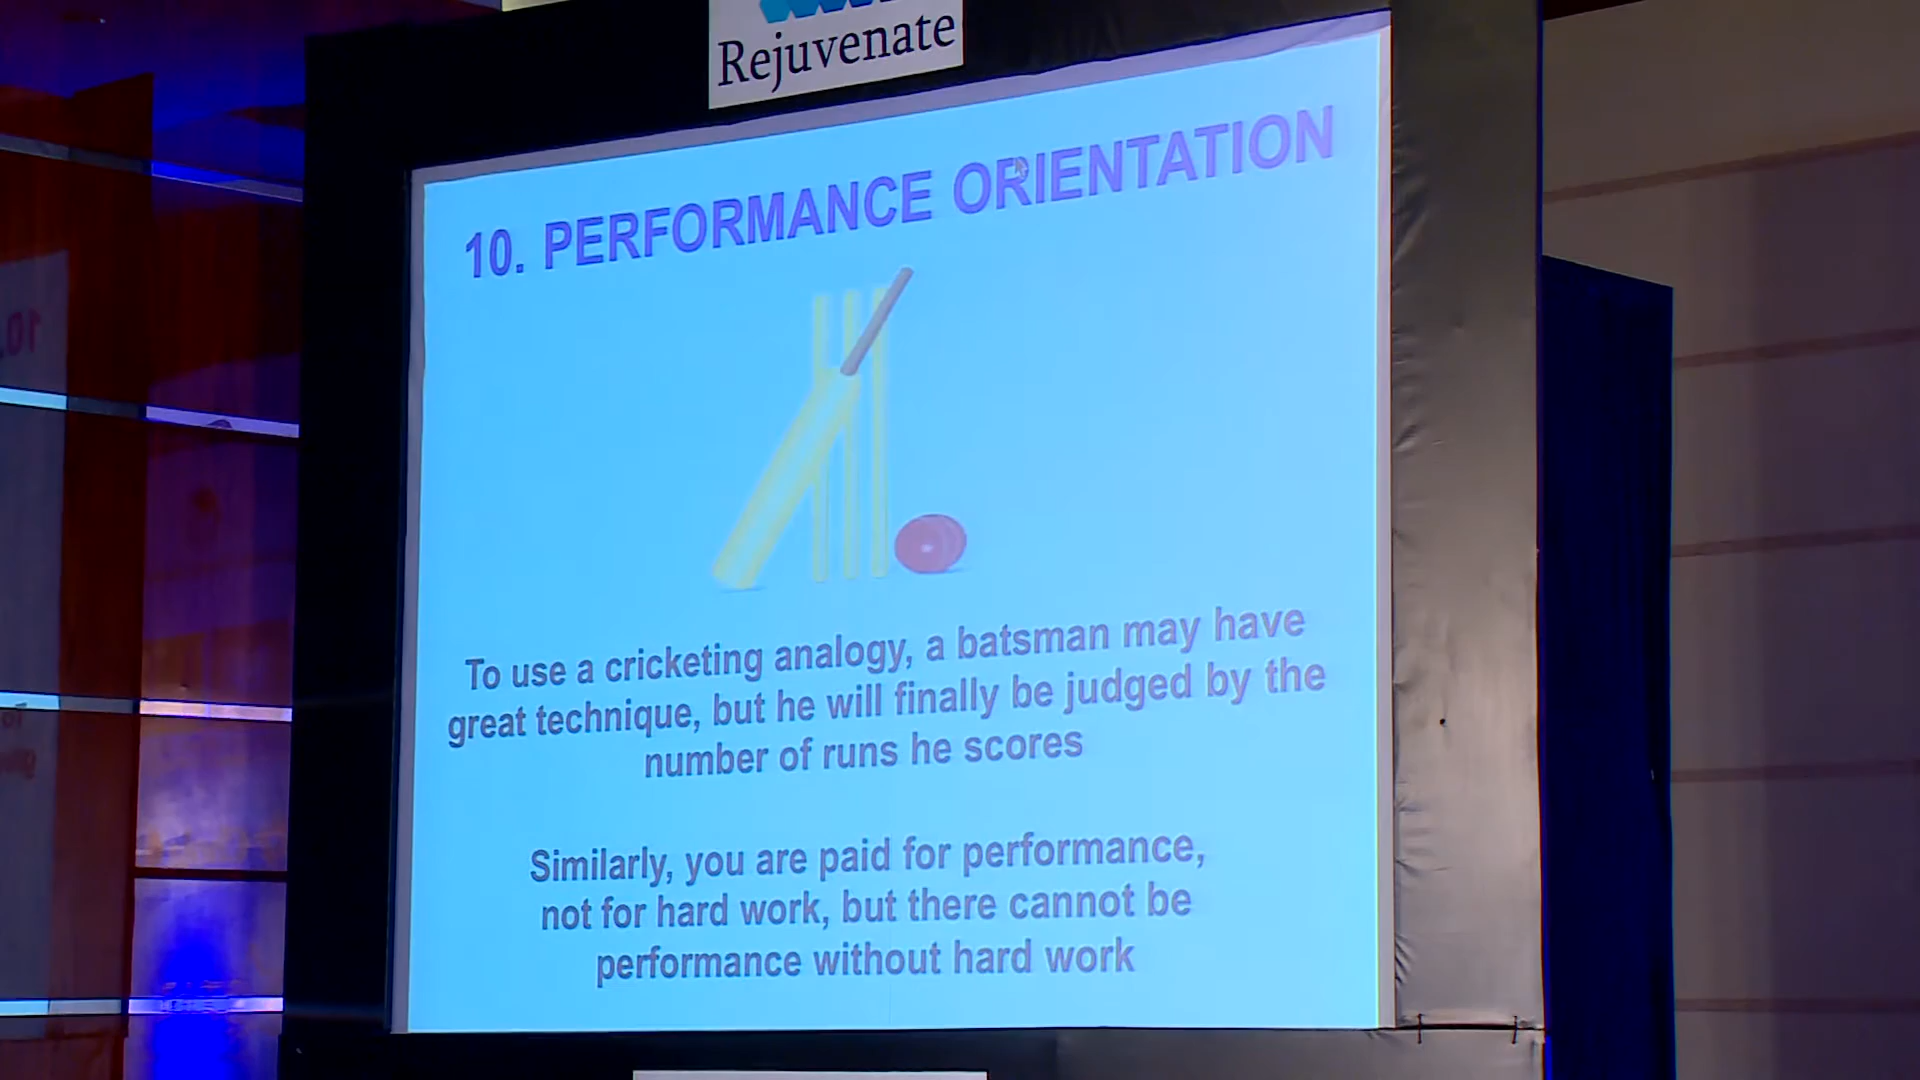 Rejuvenate
10. PERFORMANCE ORIENTATION
To use a cricketing analogy, a batsman may have
great technique, but he will finally be judged by the
number of runs he scores
Similarly, you are paid for performance,
not for hard work, but there cannot be
performance without hard work
10.